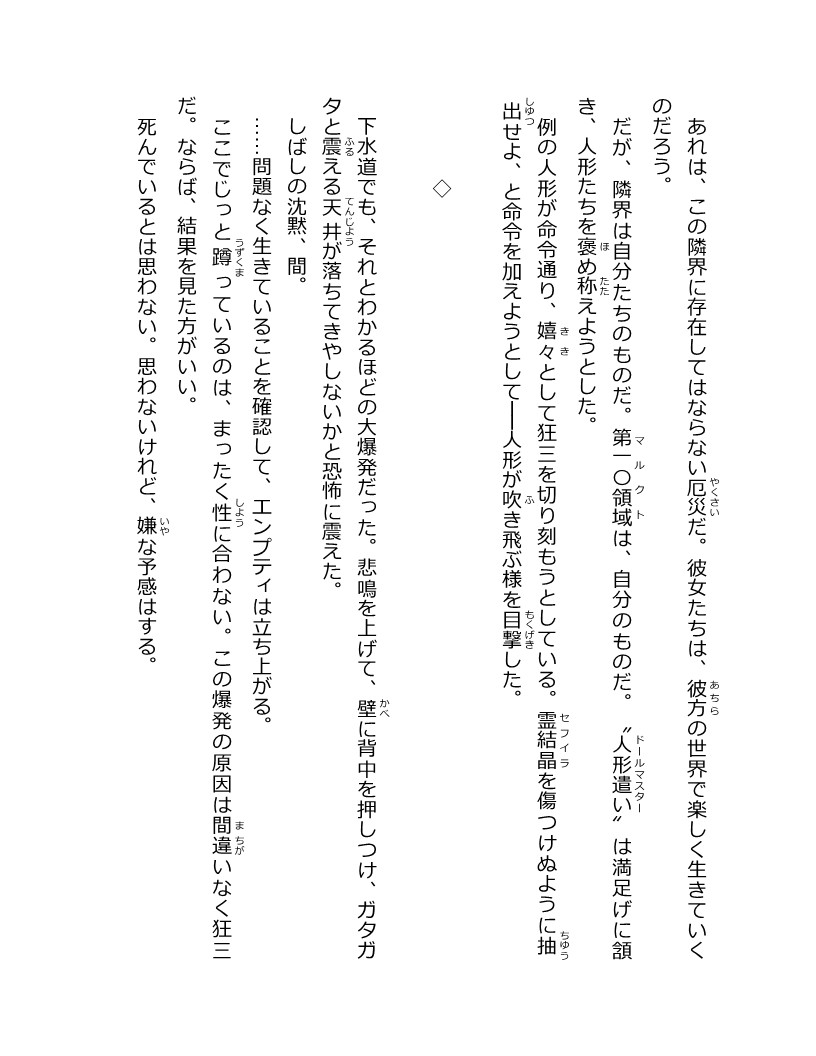 あれは、この隣界に存在してはならない厄災だ。彼女たちは、彼方の世界で楽しく生きていく
のだろう。
だが、隣界は自分たちのものだ。第一〇領域は、自分のものだ。〝人形遣い〟は満足げに頷
き、人形たちを褒め称えようとした。
例の人形が命令通り、嬉々として狂三を切り刻もうとしている。霊結晶を傷つけぬように抽
出せよ、と命令を加えようとして――人形が吹き飛ぶ様を目撃した。
◇
下水道でも、それとわかるほどの大爆発だった。悲鳴を上げて、壁に背中を押しつけ、ガタガ
タと震える天井が落ちてきやしないかと恐怖に震えた。
しばしの沈黙、間。
……問題なく生きていることを確認して、エンプティは立ち上がる。
ここでじっと蹲っているのは、まったく性に合わない。この爆発の原因は間違いなく狂三
だ。ならば、結果を見た方がいい。
死んでいるとは思わない。思わないけれど、嫌な予感はする。